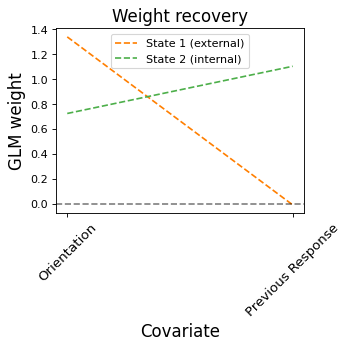 Weight recovery
GLM weight
1.4
1.2
1.0
0.8
0.6
0.4
0.2
0.0
State 1 (external)
State 2 (internal)
Orientation
Previous Response
Covariate